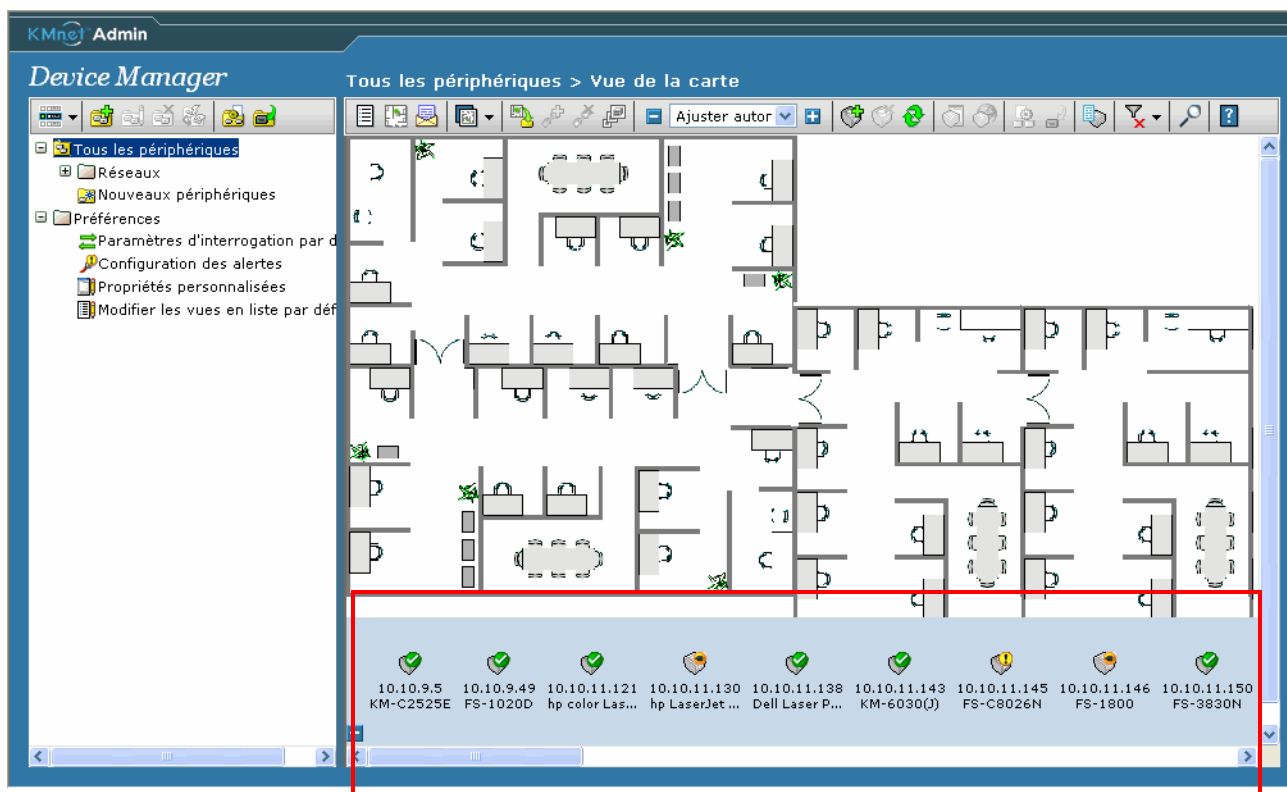 KMnet Admin
Device Manager
Tous les périphériques > Vue de la carte
Ajuster autor
Tous les périphériques
Réseaux
Nouveaux périphériques
Préférences
Paramètres d'interrogation par d
Configuration des alertes
Propriétés personnalisées
Modifier les vues en liste par déf
10.10.9.5 10.10.9.49 10.10.11.121 10.10.11.130 10.10.11.138 10.10.11.143 10.10.11.145 10.10.11.146 10.10.11.150
KM-C2525E FS-1020D hp color Las... hp LaserJet ... Dell Laser P... KM-6030(J) FS-C8026N FS-1800 FS-3830N